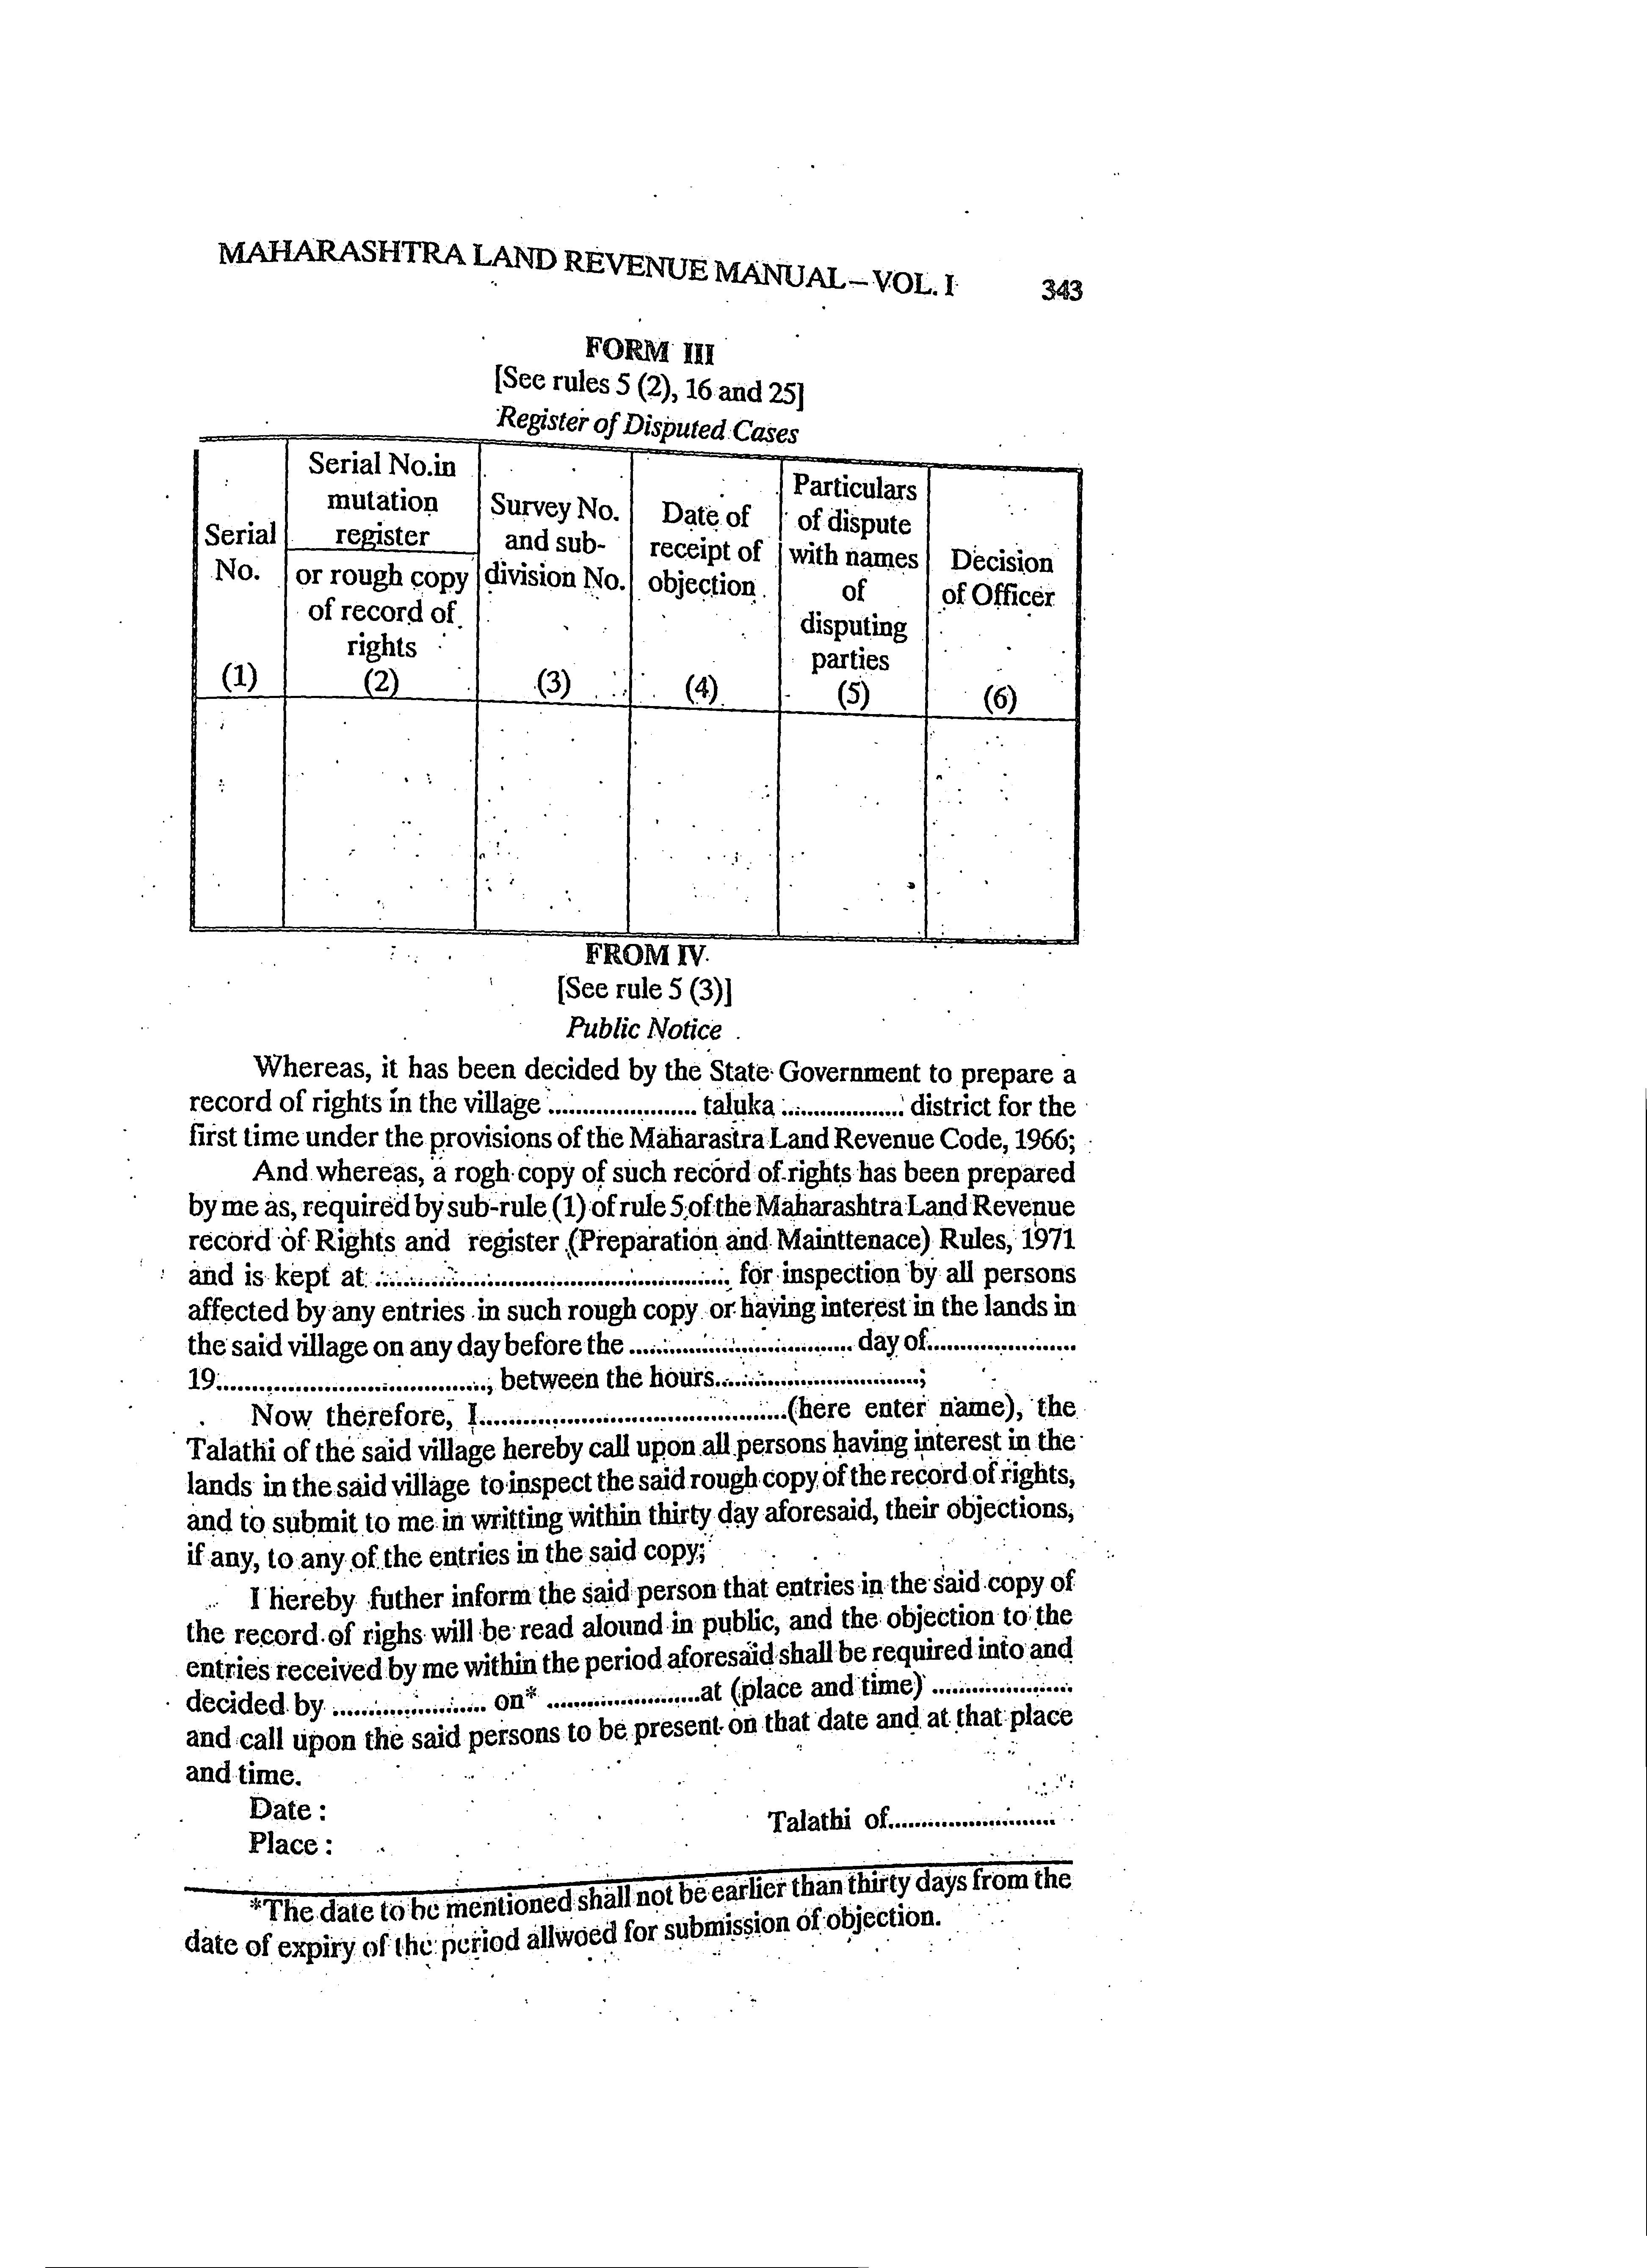 MAHARASHTRA LAND REVENUE MANUAL – VOL. I 343
FORM III
[See rules 5 (2), 16 and 25]
Register of Disputed Cases
Serial No. (1)
Serial No.in mutation register or rough copy of record of rights (2)
Survey No. and sub-division No. (3)
Date of receipt of objection (4)
Particulars of dispute with names of disputing parties (5)
Decision of Officer (6)
FROM IV
[See rule 5 (3)]
Public Notice
Whereas, it has been decided by the State Government to prepare a
record of rights in the village ..................... taluka .................. district for the
first time under the provisions of the Maharastra Land Revenue Code, 1966;
And whereas, a rogh copy of such record of rights has been prepared
by me as, required by sub-rule (1) of rule 5 of the Maharashtra Land Revenue
record of Rights and register (Preparation and Mainttenace) Rules, 1971
and is kept at .................................................. for inspection by all persons
affected by any entries in such rough copy or having interest in the lands in
the said village on any day before the ................................ day of.....................
19......................................, between the hours.............................;
Now therefore, I...........................................(here enter name), the
Talathi of the said village hereby call upon all persons having interest in the
lands in the said village to inspect the said rough copy of the record of rights,
and to submit to me in writting within thirty day aforesaid, their objections,
if any, to any of the entries in the said copy;
I hereby futher inform the said person that entries in the said copy of
the record of righs will be read alound in public, and the objection to the
entries received by me within the period aforesaid shall be required into and
decided by ...................... on* ......................at (place and time) ....................
and call upon the said persons to be present on that date and at that place
and time.
Date :
Talathi of........................
Place :
*The date to be mentioned shall not be earlier than thirty days from the
date of expiry of the period allwoed for submission of objection.